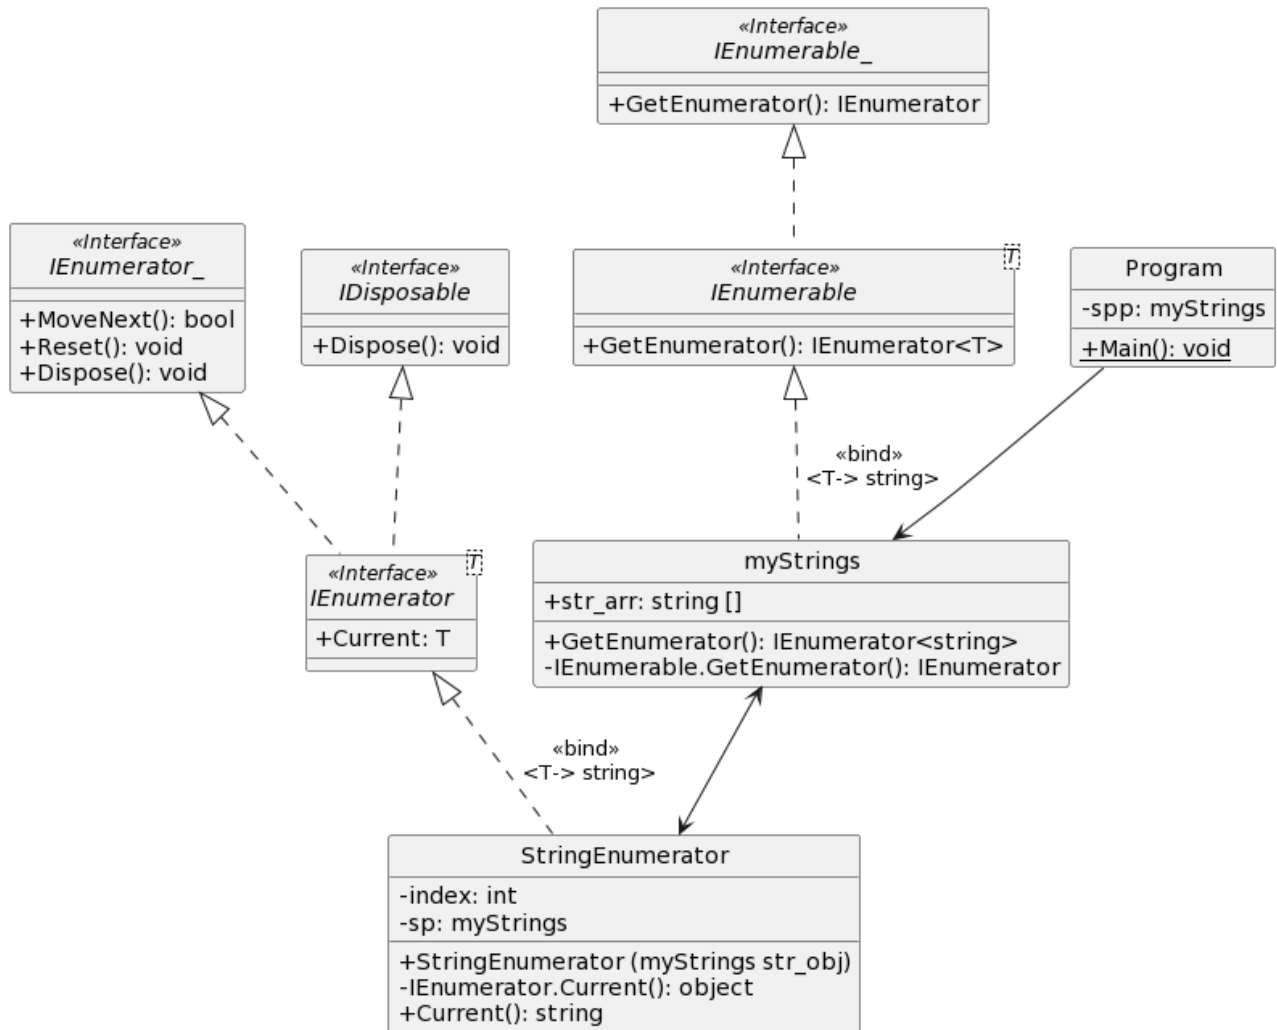 «Interface»
IEnumerable_
+GetEnumerator(): IEnumerator
«Interface»
IEnumerator_
+MoveNext(): bool
+Reset(): void
+Dispose(): void
«Interface»
IDisposable
+Dispose(): void
T
«Interface»
IEnumerable
+GetEnumerator(): IEnumerator<T>
Program
-spp: myStrings
+Main(): void
«bind»
<T-> string>
T
«Interface»
IEnumerator
+Current: T
myStrings
+str_arr: string []
+GetEnumerator(): IEnumerator<string>
-IEnumerable.GetEnumerator(): IEnumerator
«bind»
<T-> string>
StringEnumerator
-index: int
-sp: myStrings
+StringEnumerator (myStrings str_obj)
-IEnumerator.Current(): object
+Current(): string